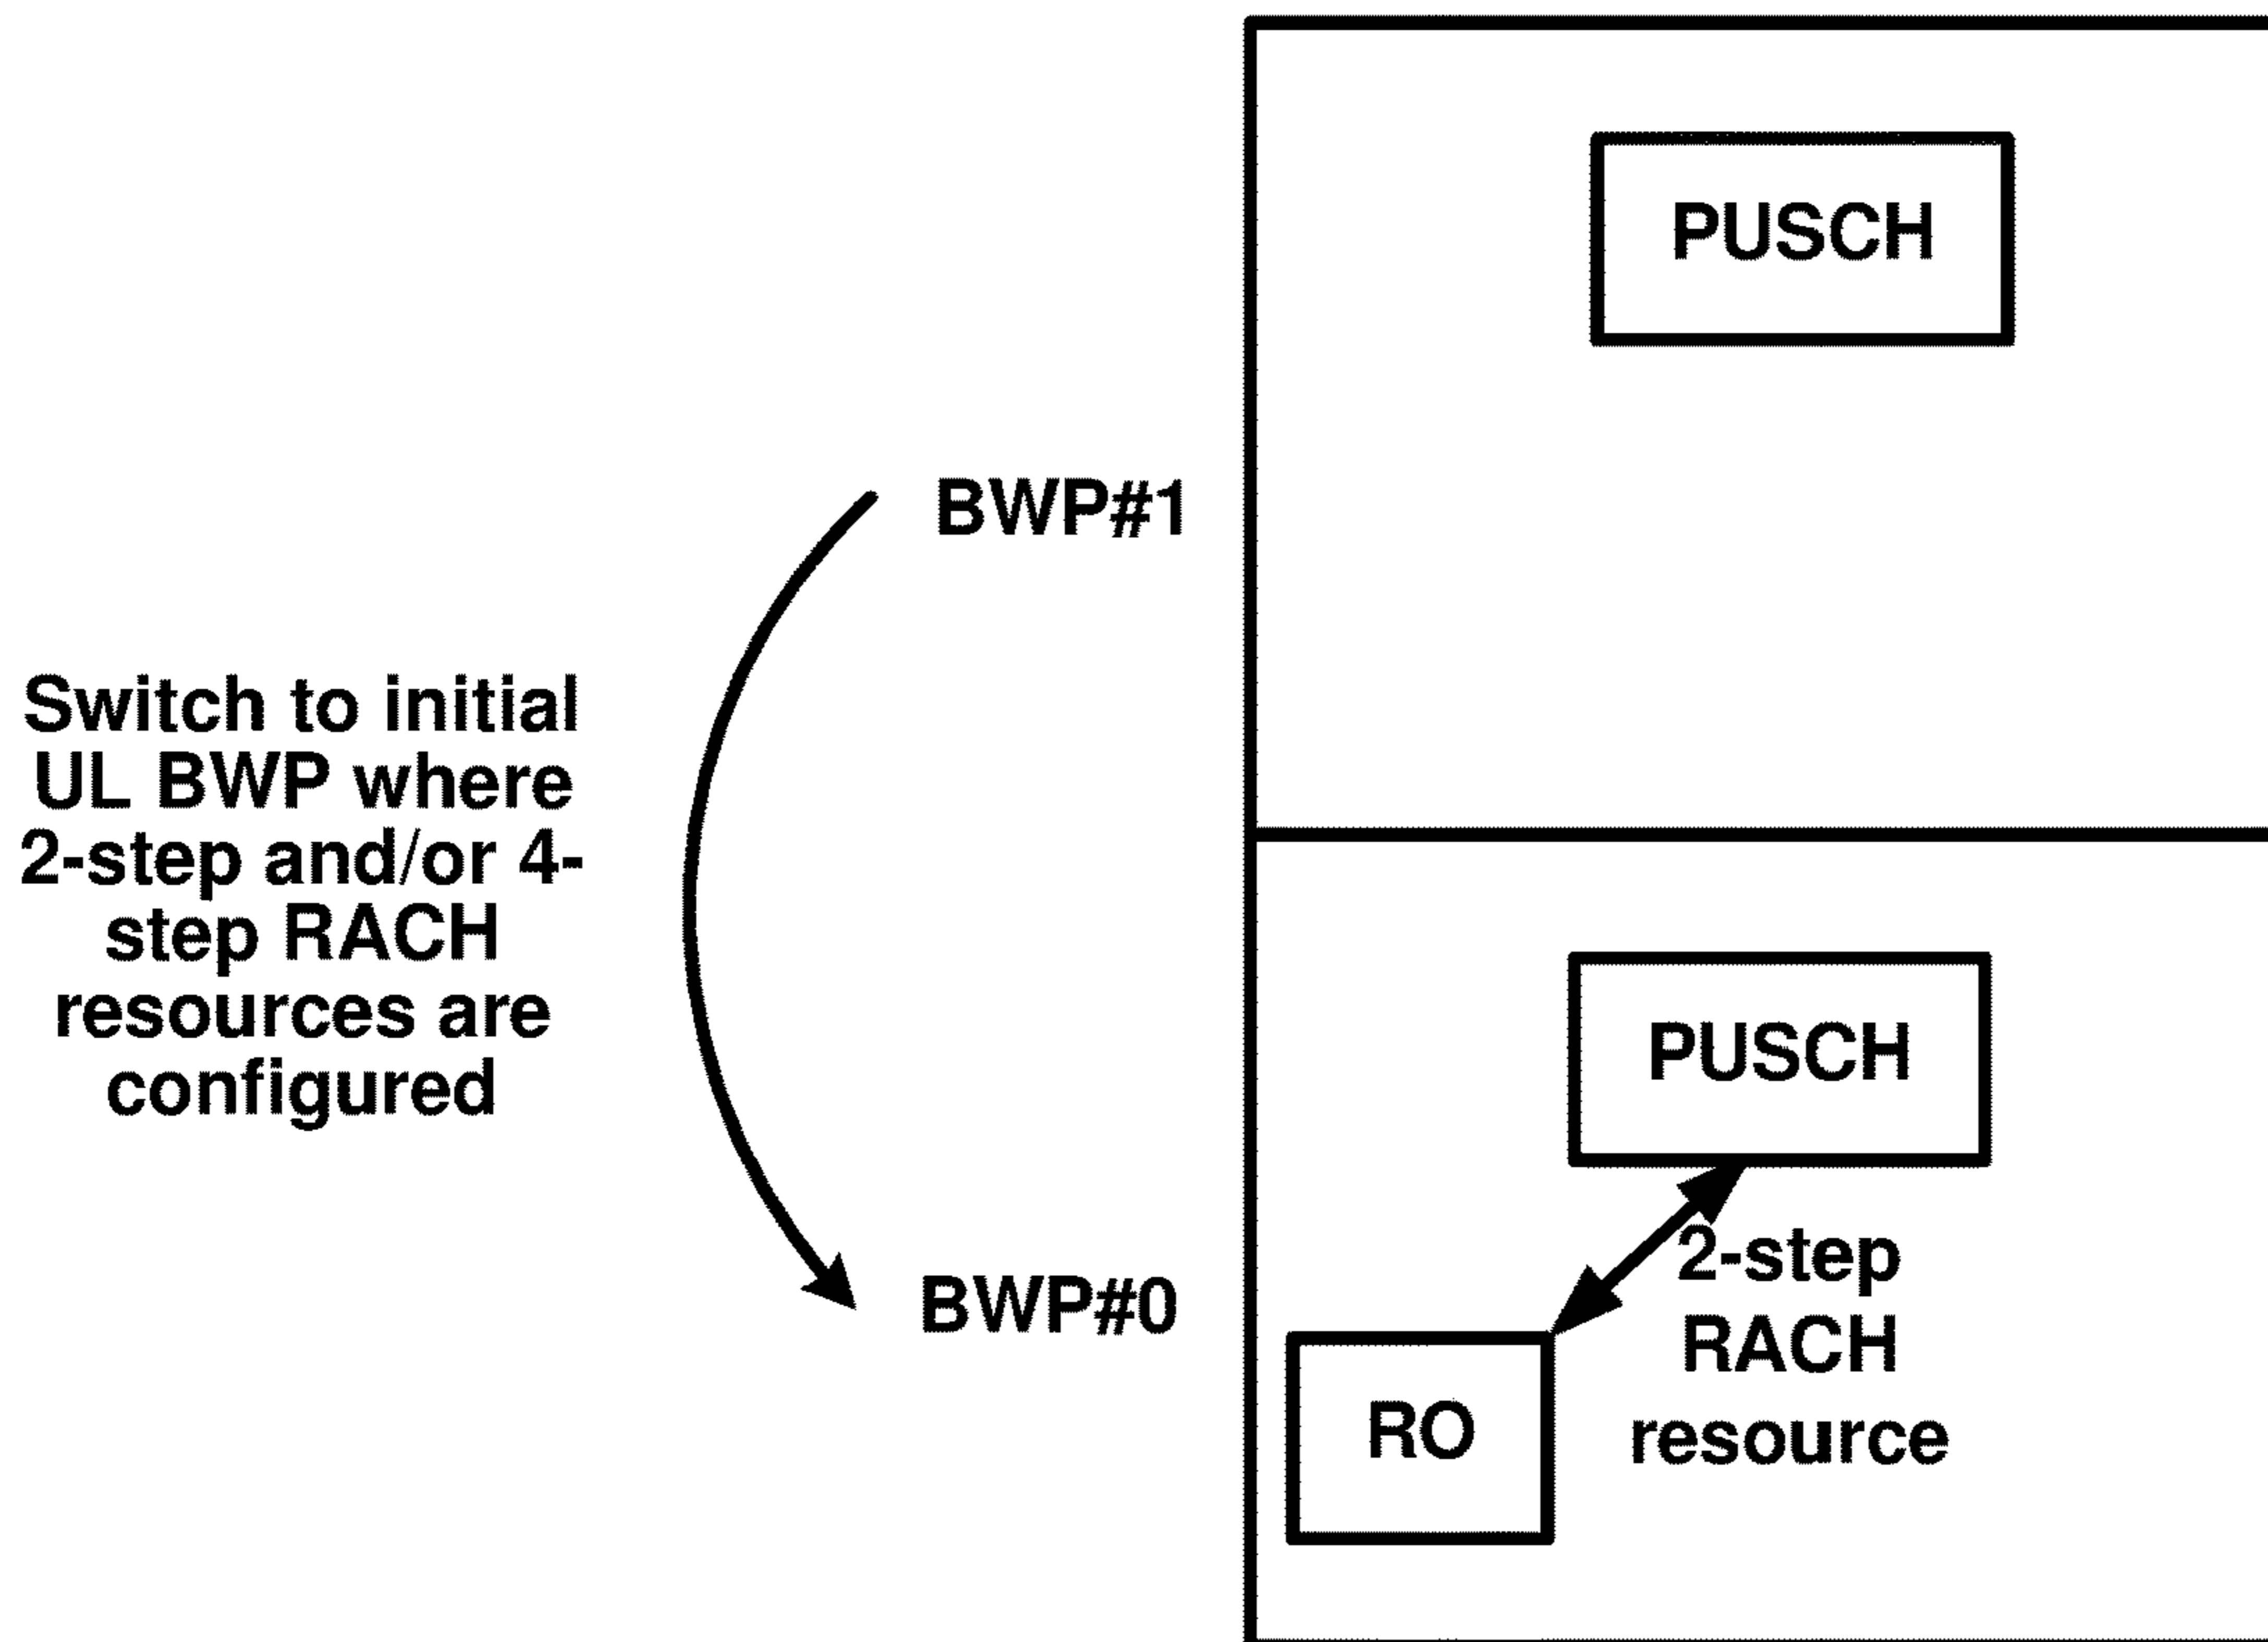 PUSCH
BWP#1
Switch to initial
UL BWP where
2-step and/or 4-
step RACH
resources are
configured
PUSCH
2-step
RACH
resource
BWP#0
RO